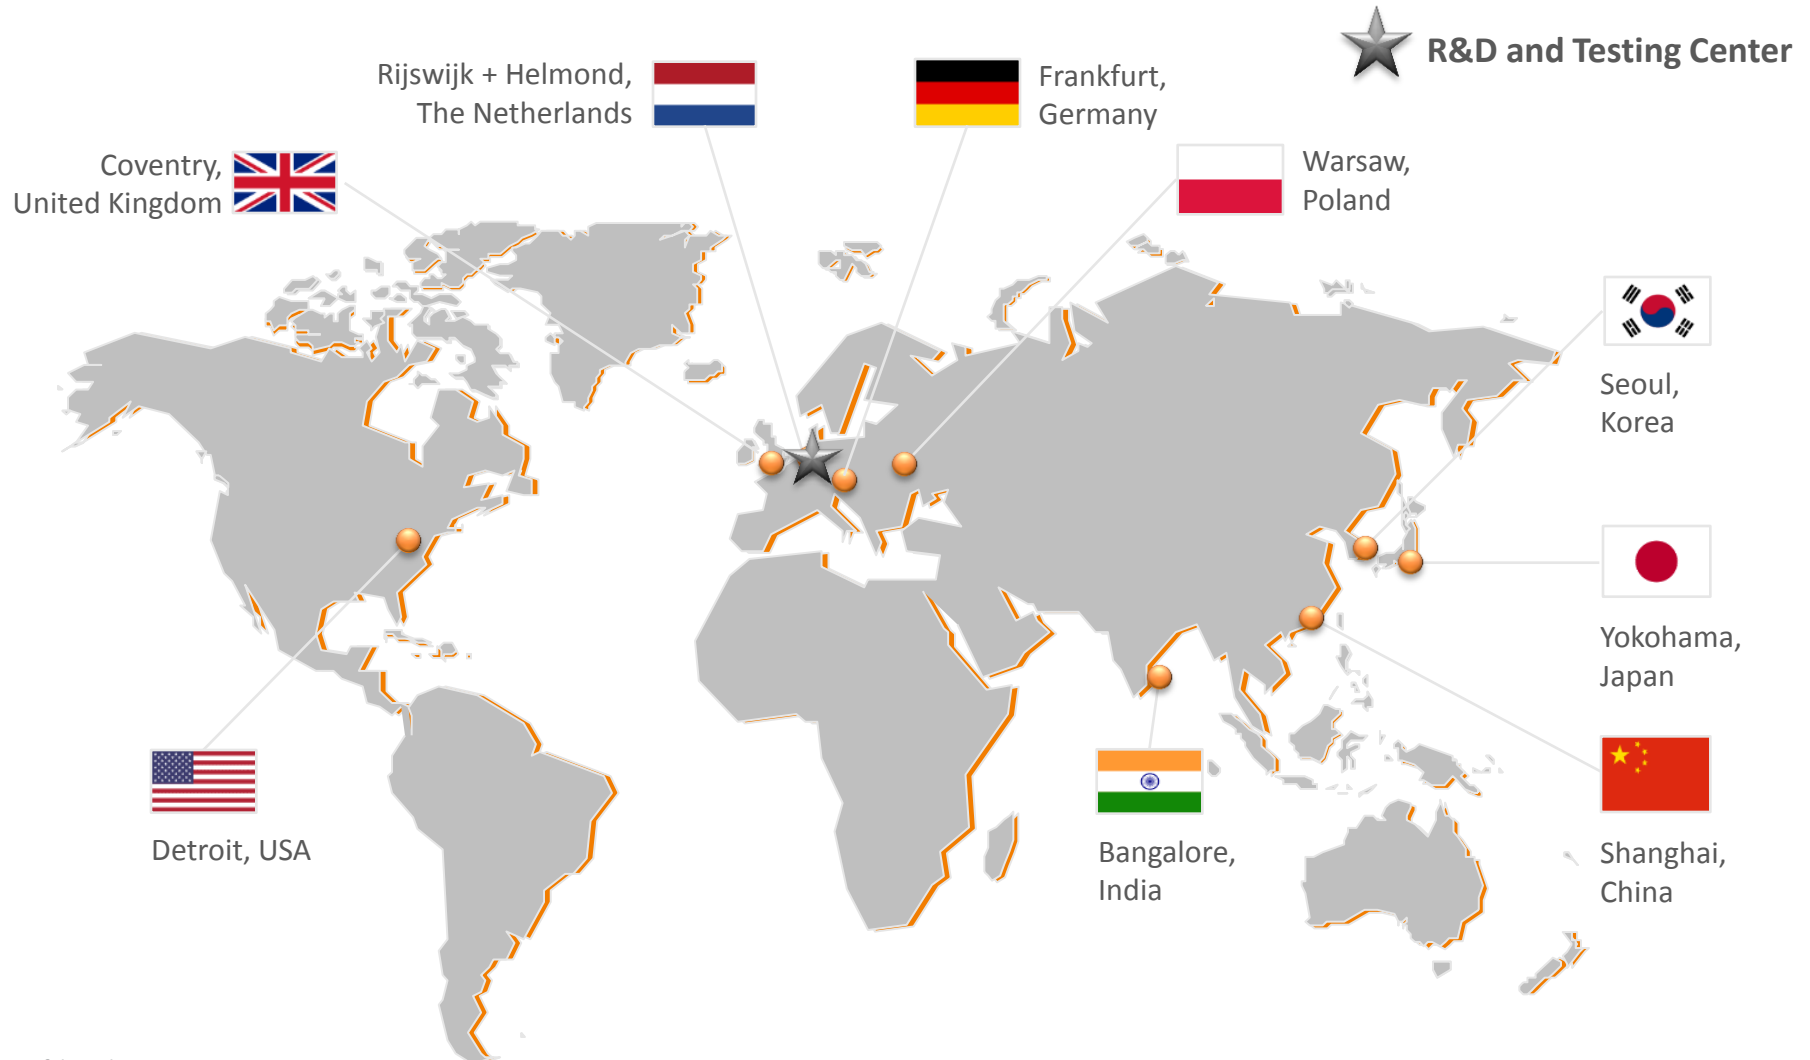 R&D and Testing Center
Rijswijk + Helmond,
The Netherlands
Frankfurt,
Germany
Coventry,
United Kingdom
Warsaw,
Poland
Seoul,
Korea
Yokohama,
Japan
Detroit, USA
Bangalore,
India
Shanghai,
China